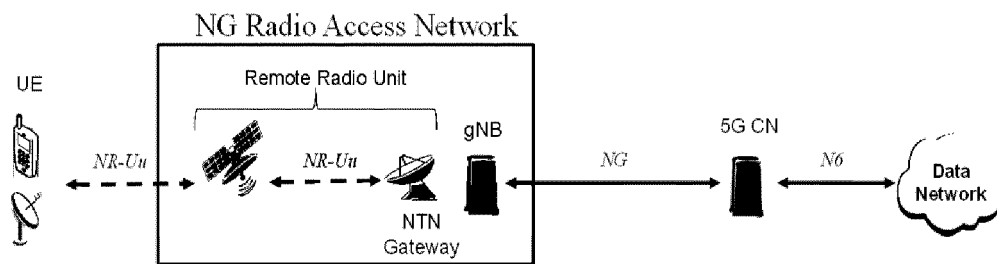 NG Radio Access Network
UE
Remote Radio Unit
gNB
5G CN
NR-Uu
NR-Uu
NG
N6
Data
Network
NTN
Gateway